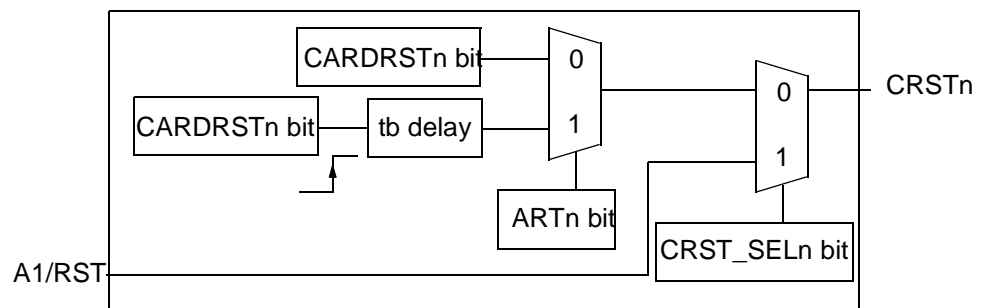 CARDRSTn bit
0
0
CRSTn
CARDRSTn bit
tb delay
1
1
ARTn bit
CRST_SELn bit
A1/RST